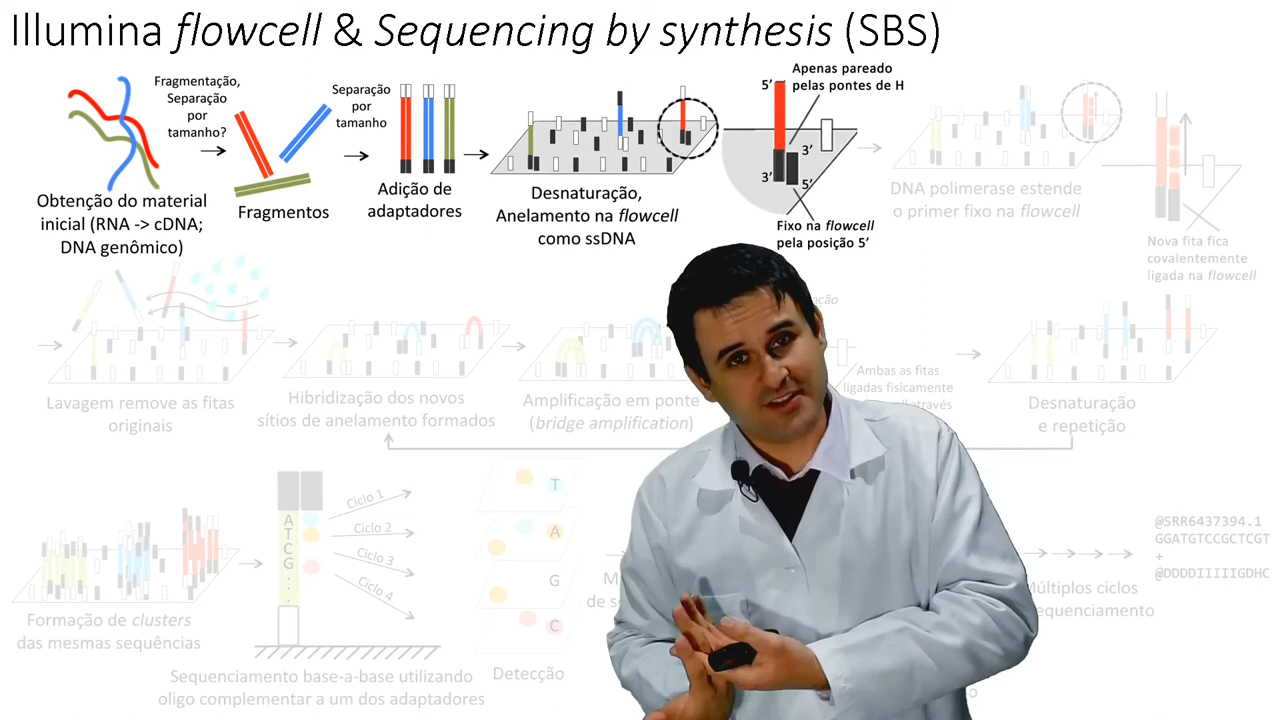 Illumina flowcell & Sequencing by synthesis (SBS)
Fragmentação,
Separação
por
tamanho?
Separação
por
tamanho
Apenas pareado
pelas pontes de H
5'
3'
3'
5'
Obtenção do material
inicial (RNA -> cDNA;
DNA genômico)
Fragmentos
Adição de
adaptadores
Desnaturação,
Anelamento na flowcell
como ssDNA
Fixo na flowcell
pela posição 5'
DNA polimerase estende
o primer fixo na flowcell
Nova fita fica
covalentemente
ligada na flowcell
Lavagem remove as fitas
originais
Hibridização dos novos
sítios de anelamento formados
Amplificação em ponte
(bridge amplification)
Ambas as fitas
ligadas fisicamente
Desnaturação
e repetição
Formação de clusters
das mesmas sequências
A
T
C
G
.
.
.
Ciclo 1
Ciclo 2
Ciclo 3
Ciclo 4
Sequenciamento base-a-base utilizando
oligo complementar a um dos adaptadores
T
A
G
C
Detecção
Múltiplos ciclos
@SRR6437394.1
GGATGTCCGCTCGT
+
@DDDDIIIIIGDHC